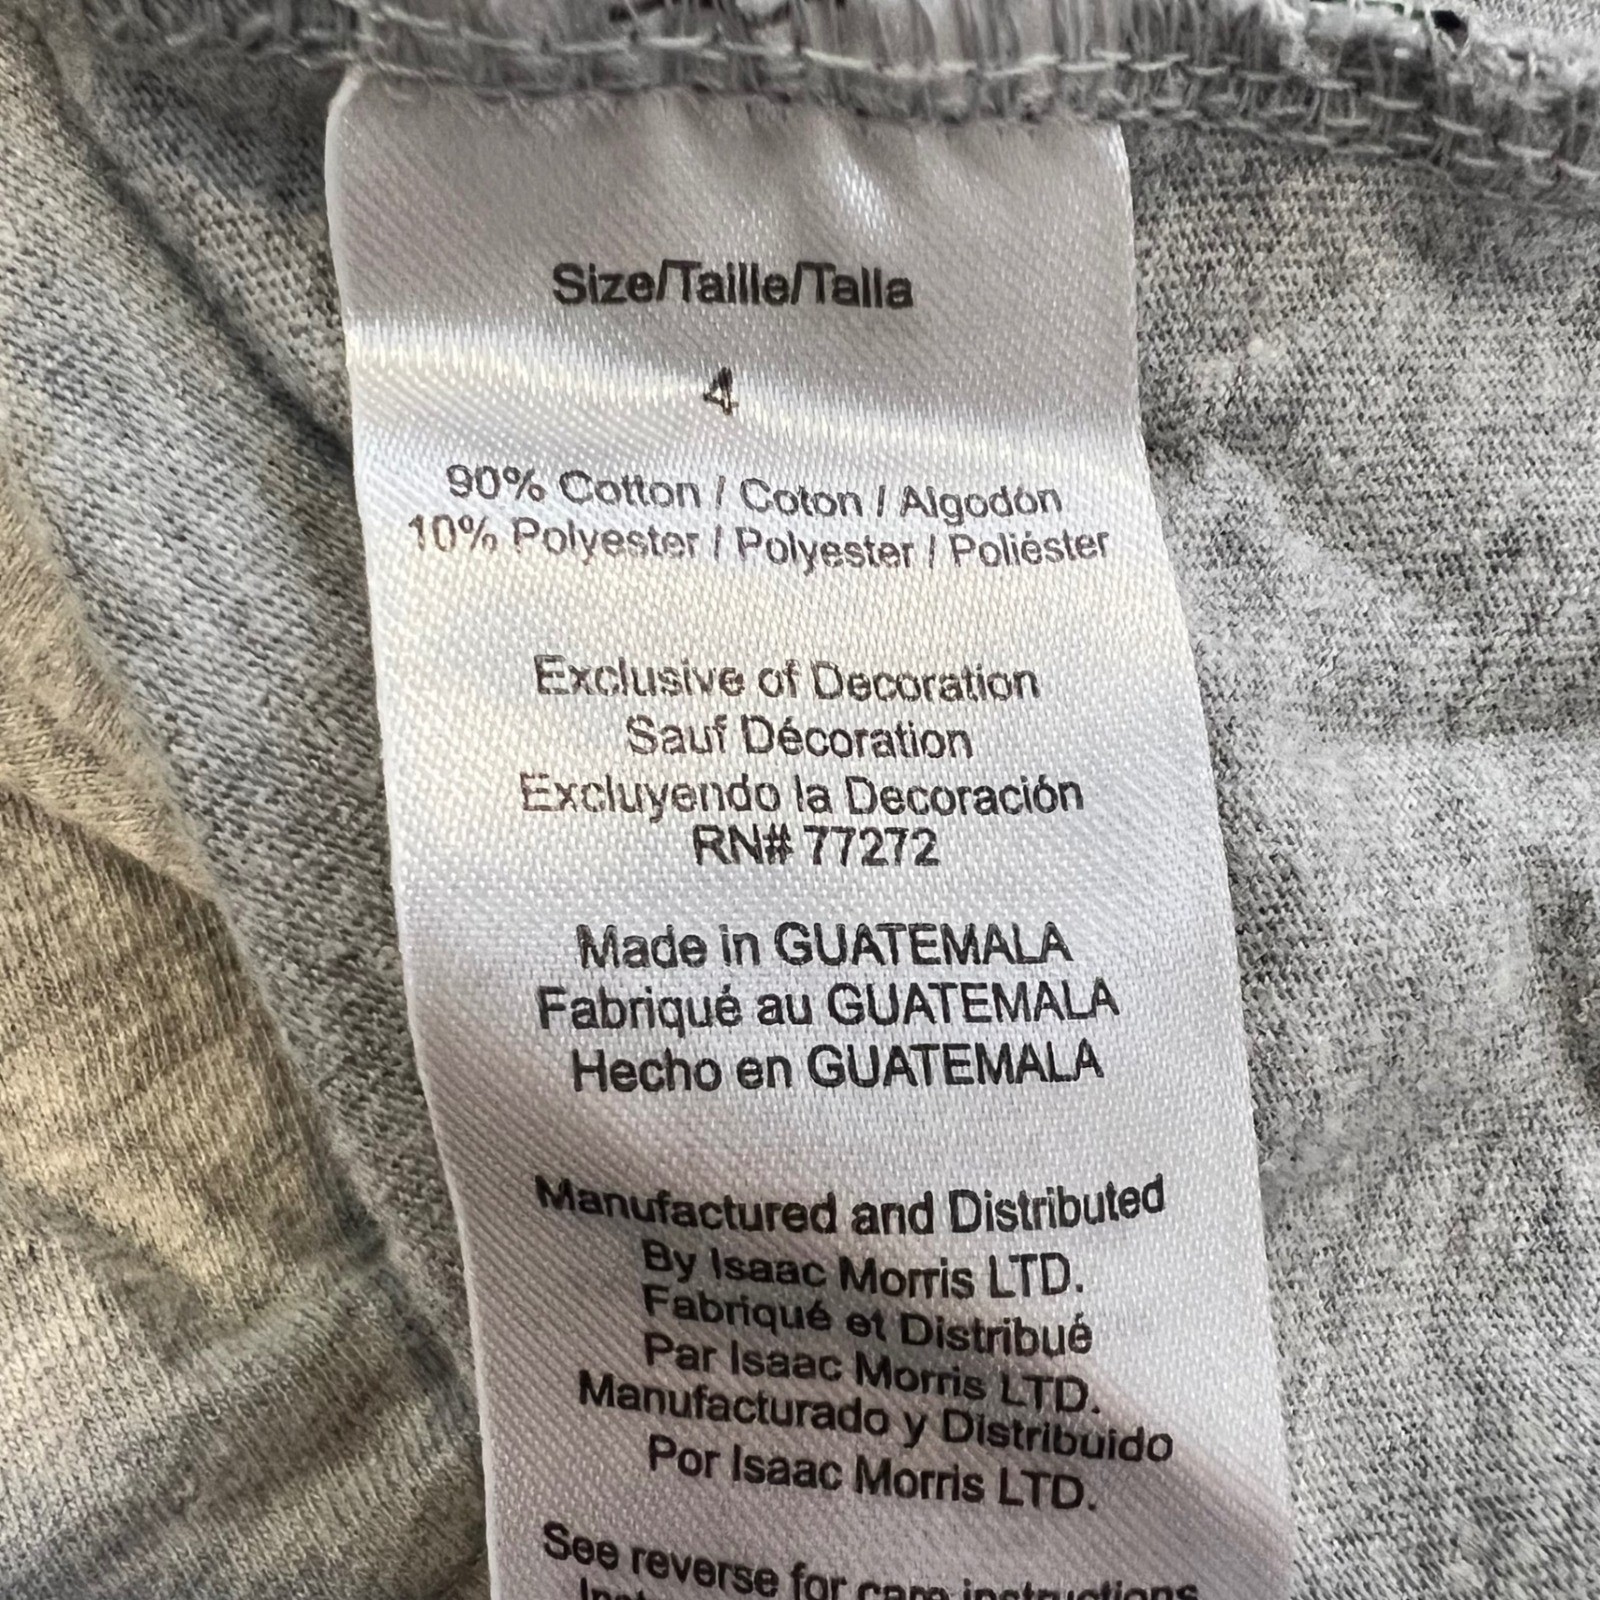 Size/Taille/Talla
4
90% Cotton / Coton / Algodón
10% Polyester / Polyester / Poliéster
Exclusive of Decoration
Sauf Décoration
Excluyendo la Decoración
RN# 77272
Made in GUATEMALA
Fabriqué au GUATEMALA
Hecho en GUATEMALA
Manufactured and Distributed
By Isaac Morris LTD.
Fabriqué et Distribué
Par Isaac Morris LTD.
Manufacturado y Distribuido
Por Isaac Morris LTD.
See reverse for care instructions